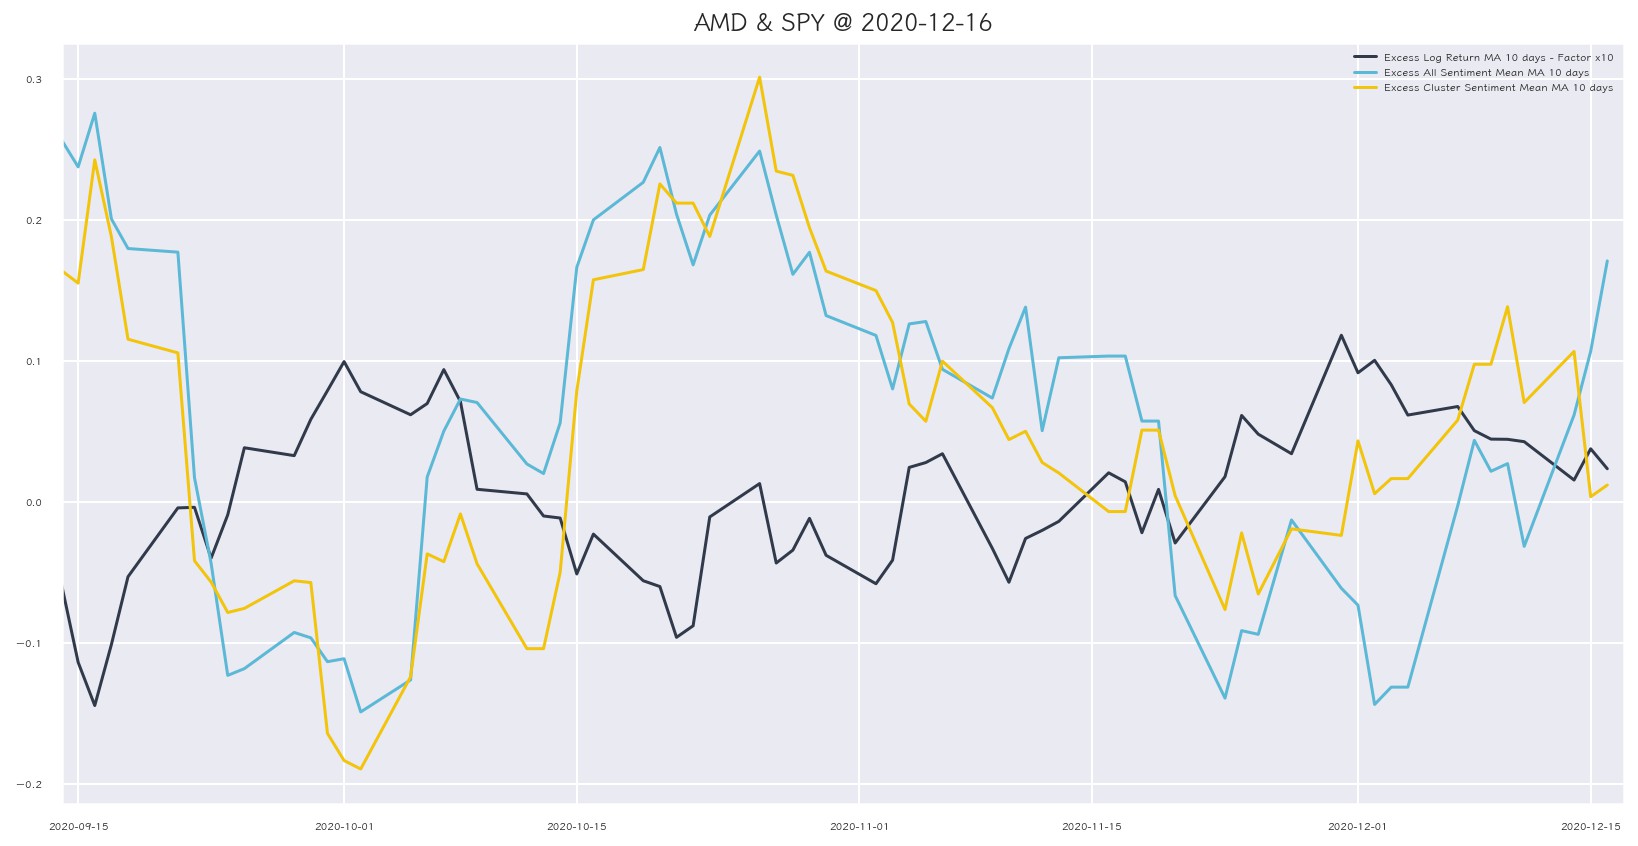 AMD & SPY @ 2020-12-16
Excess Log Return MA 10 days - Factor x10
Excess All Sentiment Mean MA 10 days
Excess Cluster Sentiment Mean MA 10 days
0.3
0.2
0.1
0.0
−0.1
−0.2
2020-09-15 2020-10-01 2020-10-15 2020-11-01 2020-11-15 2020-12-01 2020-12-15